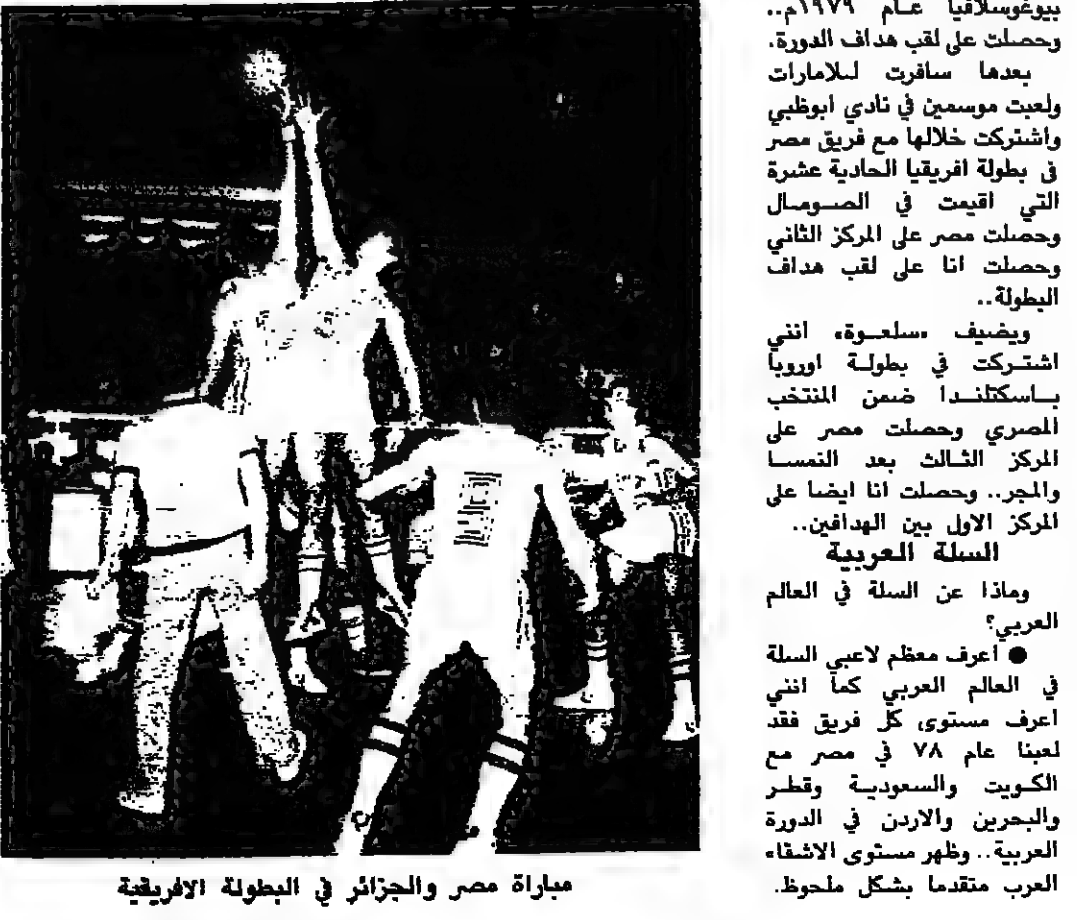 بيوغوسلافيا عام ١٩٧٩م..
وحصلت على لقب هداف الدورة.
بعدها سافرت للامارات
ولعبت موسمين في نادي ابوظبي
واشتركت خلالها مع فريق مصر
في بطولة افريقيا الحادية عشرة
التي اقيمت في الصومال
وحصلت مصر على المركز الثاني
وحصلت انا على لقب هداف
البطولة..
ويضيف «سلعوة» انني
اشتركت في بطولة اوروبا
باسكتلندا ضمن المنتخب
المصري وحصلت مصر على
المركز الثالث بعد النمسا
والمجر.. وحصلت انا ايضا على
المركز الاول بين الهدافين..
السلة العربية
وماذا عن السلة في العالم
العربي؟
● اعرف معظم لاعبي السلة
في العالم العربي كما انني
اعرف مستوى كل فريق فقد
لعبنا عام ٧٨ في مصر مع
الكويت والسعودية وقطر
والبحرين والاردن في الدورة
العربية.. وظهر مستوى الاشقاء
العرب متقدما بشكل ملحوظ.
مباراة مصر والجزائر في البطولة الافريقية